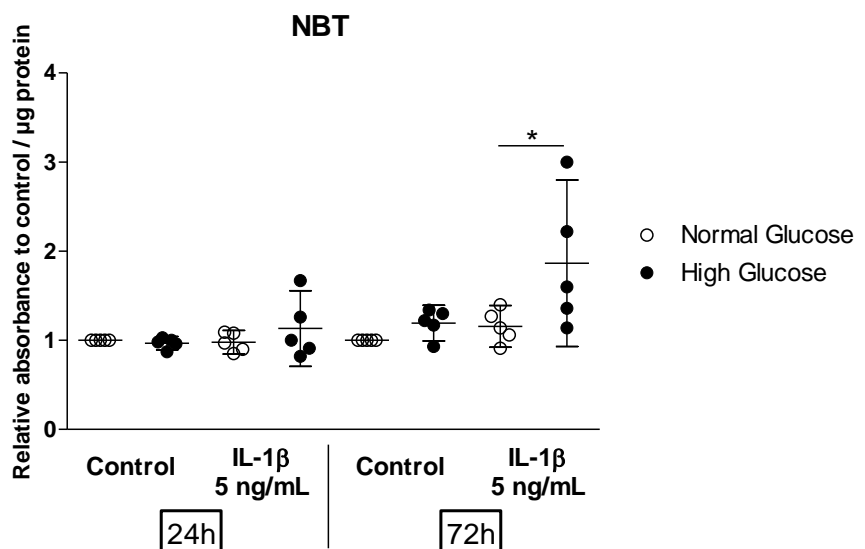 NBT
Relative absorbance to control / µg protein
4
3
2
1
0
*
Normal Glucose
High Glucose
Control
IL-1β
5 ng/mL
Control
IL-1β
5 ng/mL
24h
72h